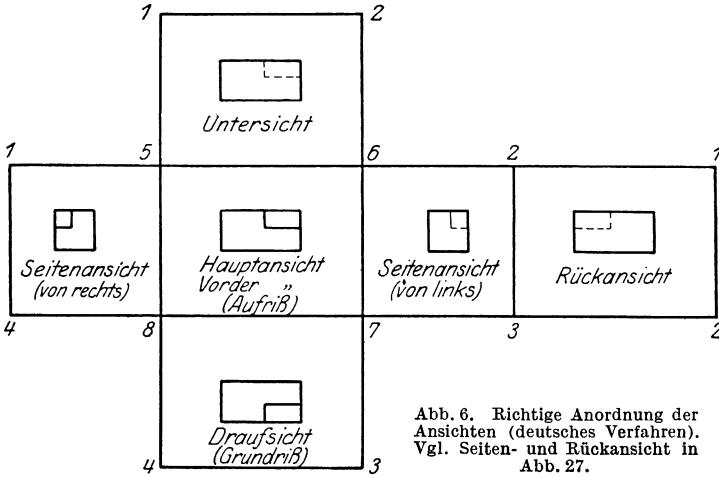 1 2
Untersicht
1 5 6 2 1
Seitenansicht
(von rechts)
Hauptansicht
Vorder „
(Aufriß)
Seitenansicht
(von links)
Rückansicht
4 8 7 3 2
Draufsicht
(Grundriß)
4 3
Abb. 6. Richtige Anordnung der
Ansichten (deutsches Verfahren).
Vgl. Seiten- und Rückansicht in
Abb. 27.